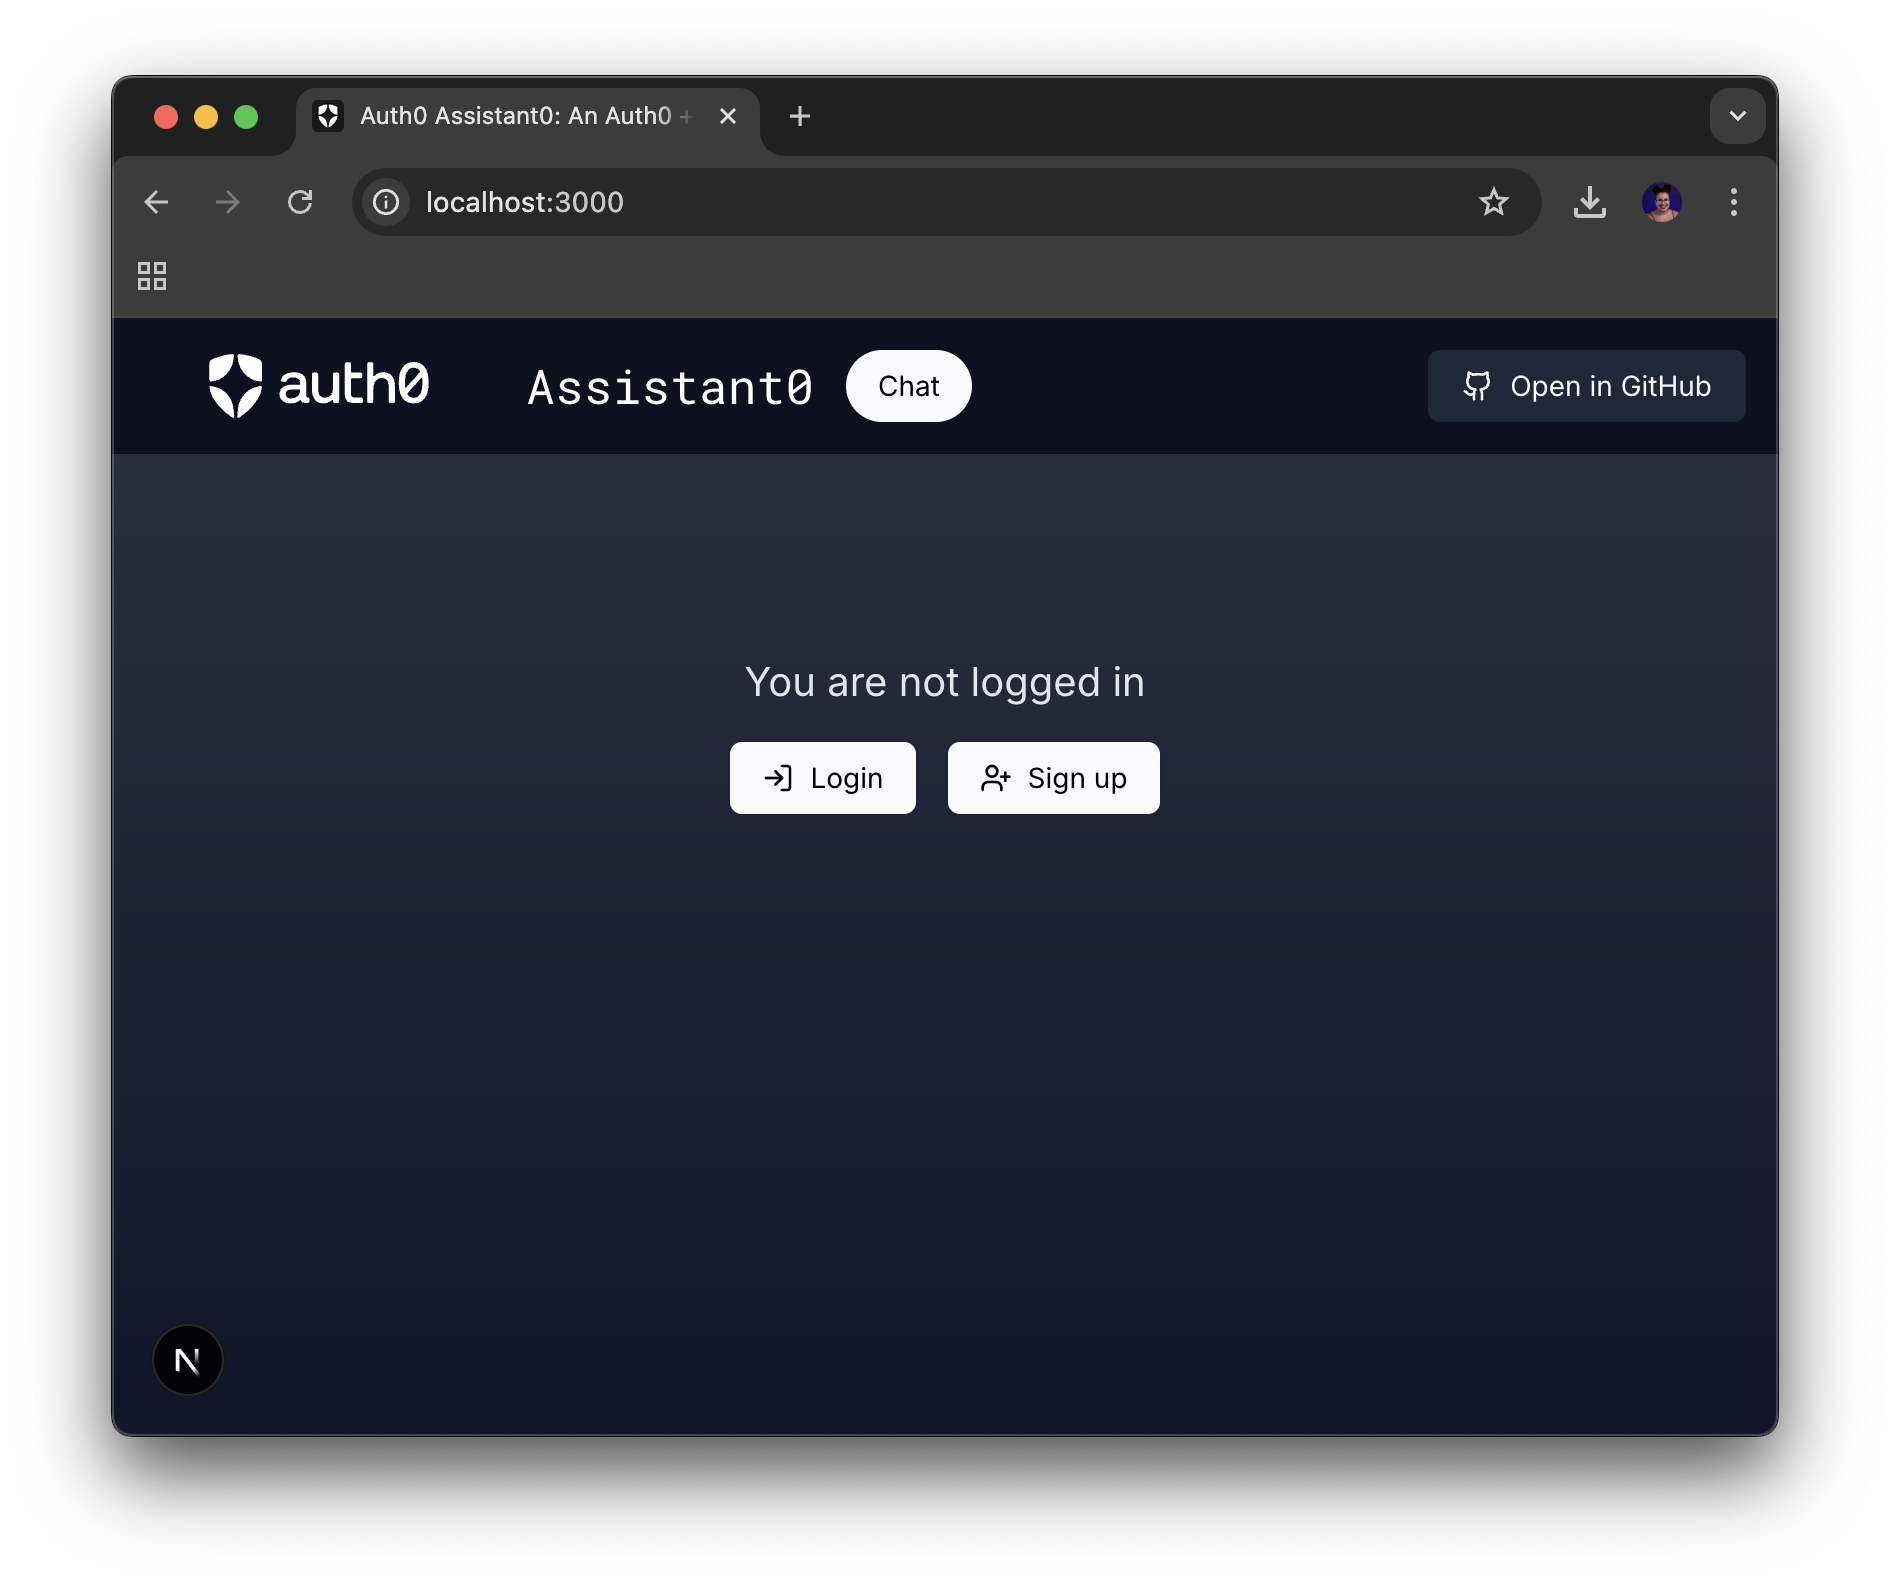 Auth0 Assistant0: An Auth0 +
localhost:3000
auth0 Assistant0 Chat Open in GitHub
You are not logged in
Login Sign up
N